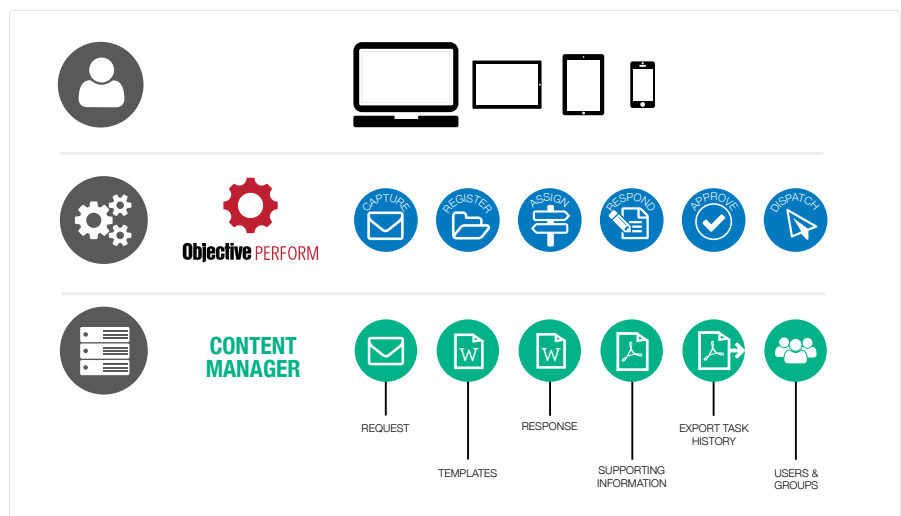 CAPTURE
REGISTER
ASSIGN
RESPOND
APPROVE
DISPATCH
Objective PERFORM
CONTENT
MANAGER
W
W
REQUEST
RESPONSE
EXPORT TASK
HISTORY
TEMPLATES
SUPPORTING
INFORMATION
USERS &
GROUPS